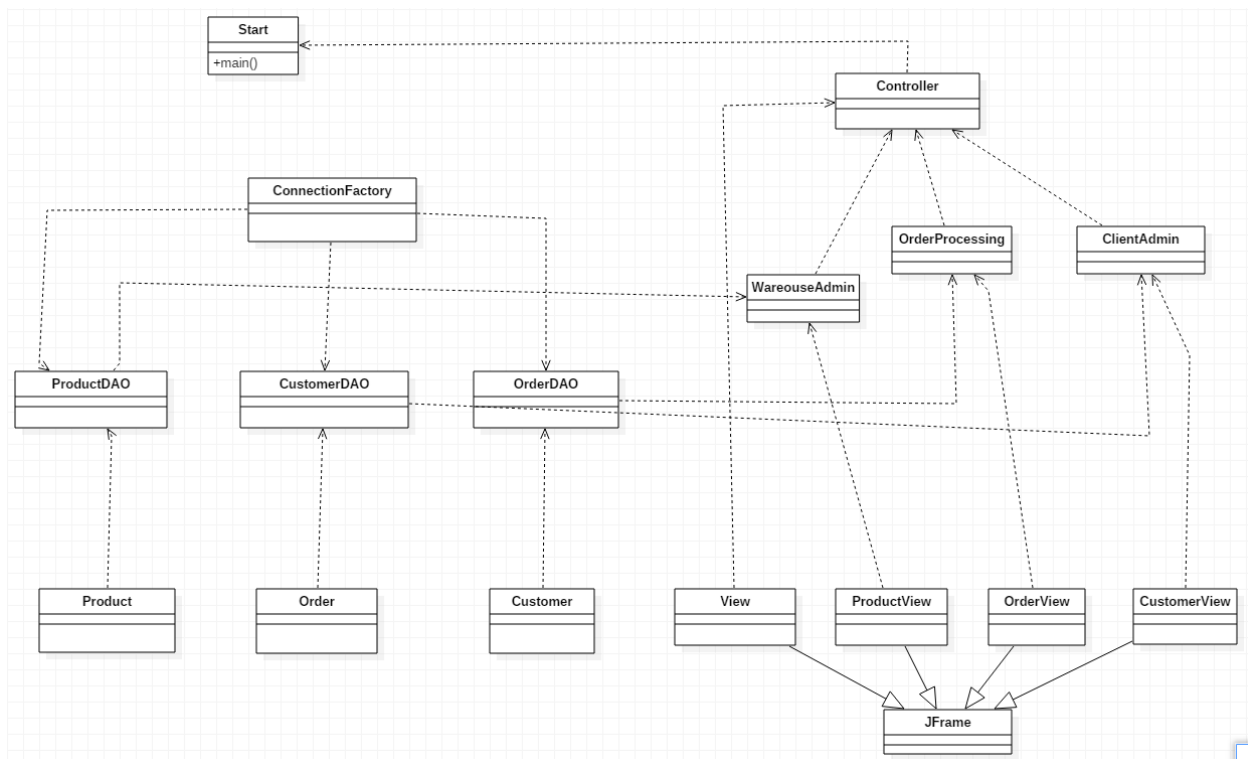 Start
+main()
Controller
ConnectionFactory
OrderProcessing
ClientAdmin
WareouseAdmin
ProductDAO
CustomerDAO
OrderDAO
Product
Order
Customer
View
ProductView
OrderView
CustomerView
JFrame